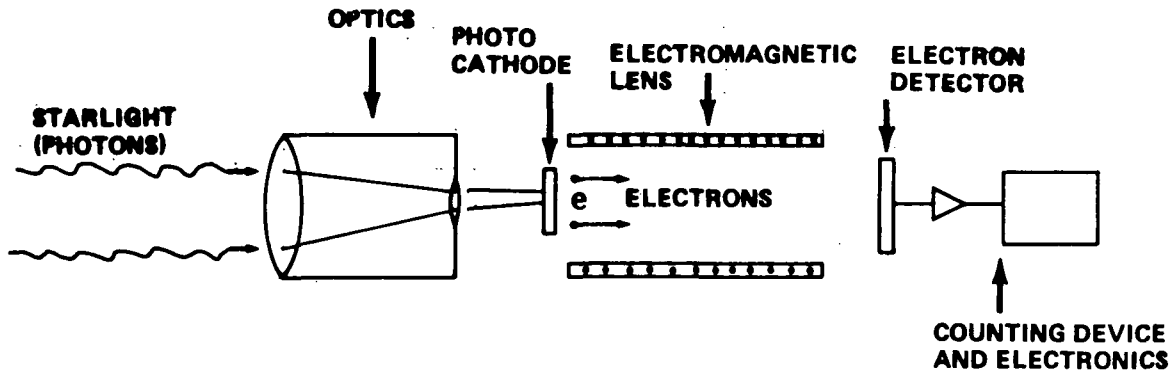 OPTICS
PHOTO
CATHODE
ELECTROMAGNETIC
LENS
ELECTRON
DETECTOR
STARLIGHT
(PHOTONS)
e ELECTRONS
COUNTING DEVICE
AND ELECTRONICS